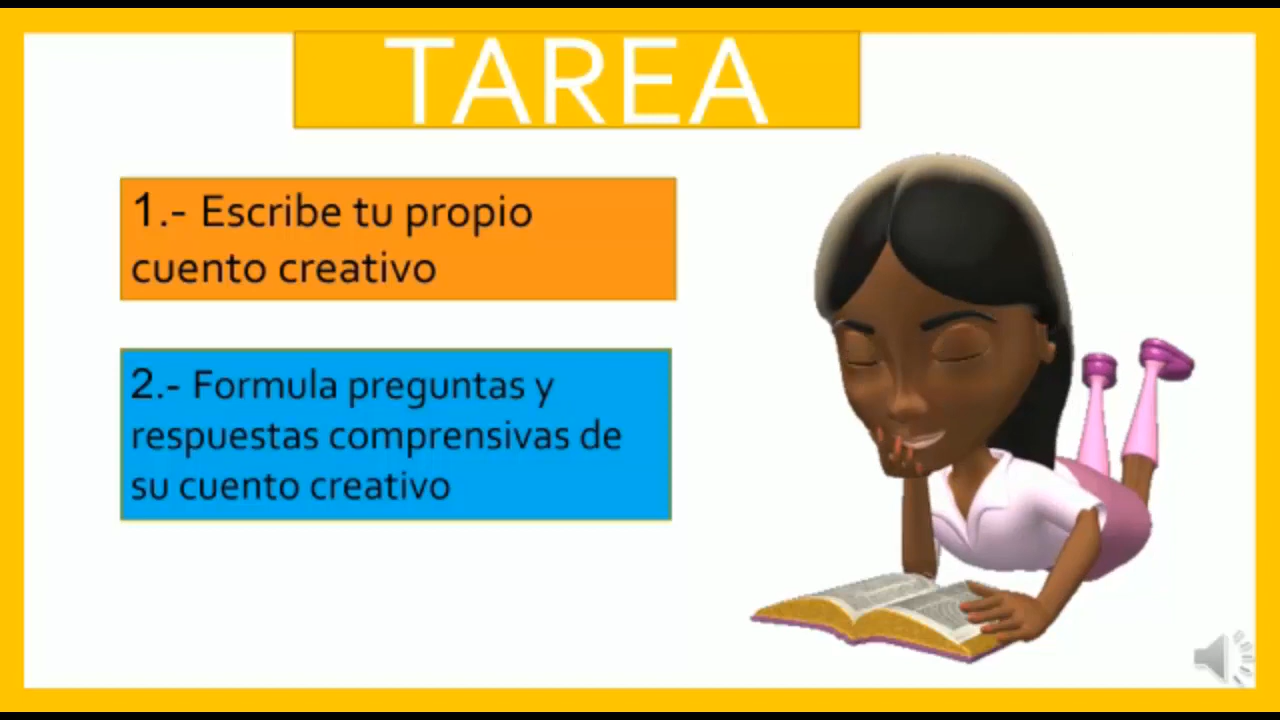 TAREA
1.- Escribe tu propio
cuento creativo
2.- Formula preguntas y
respuestas comprensivas de
su cuento creativo